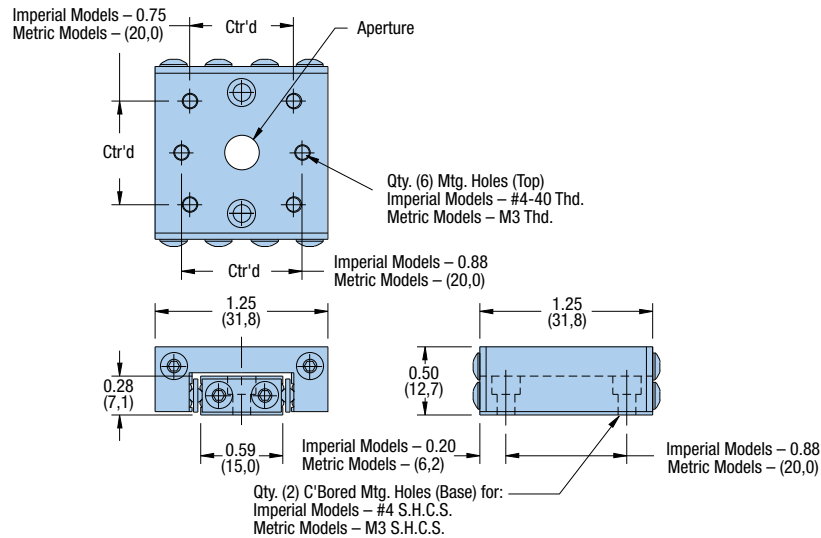 Imperial Models – 0.75
Metric Models – (20,0)
Ctr'd
Aperture
Ctr'd
Qty. (6) Mtg. Holes (Top)
Imperial Models – #4-40 Thd.
Metric Models – M3 Thd.
Ctr'd
Imperial Models – 0.88
Metric Models – (20,0)
1.25
(31,8)
1.25
(31,8)
0.28
(7,1)
0.50
(12,7)
0.59
(15,0)
Imperial Models – 0.20
Metric Models – (6,2)
Imperial Models – 0.88
Metric Models – (20,0)
Qty. (2) C'Bored Mtg. Holes (Base) for:
Imperial Models – #4 S.H.C.S.
Metric Models – M3 S.H.C.S.